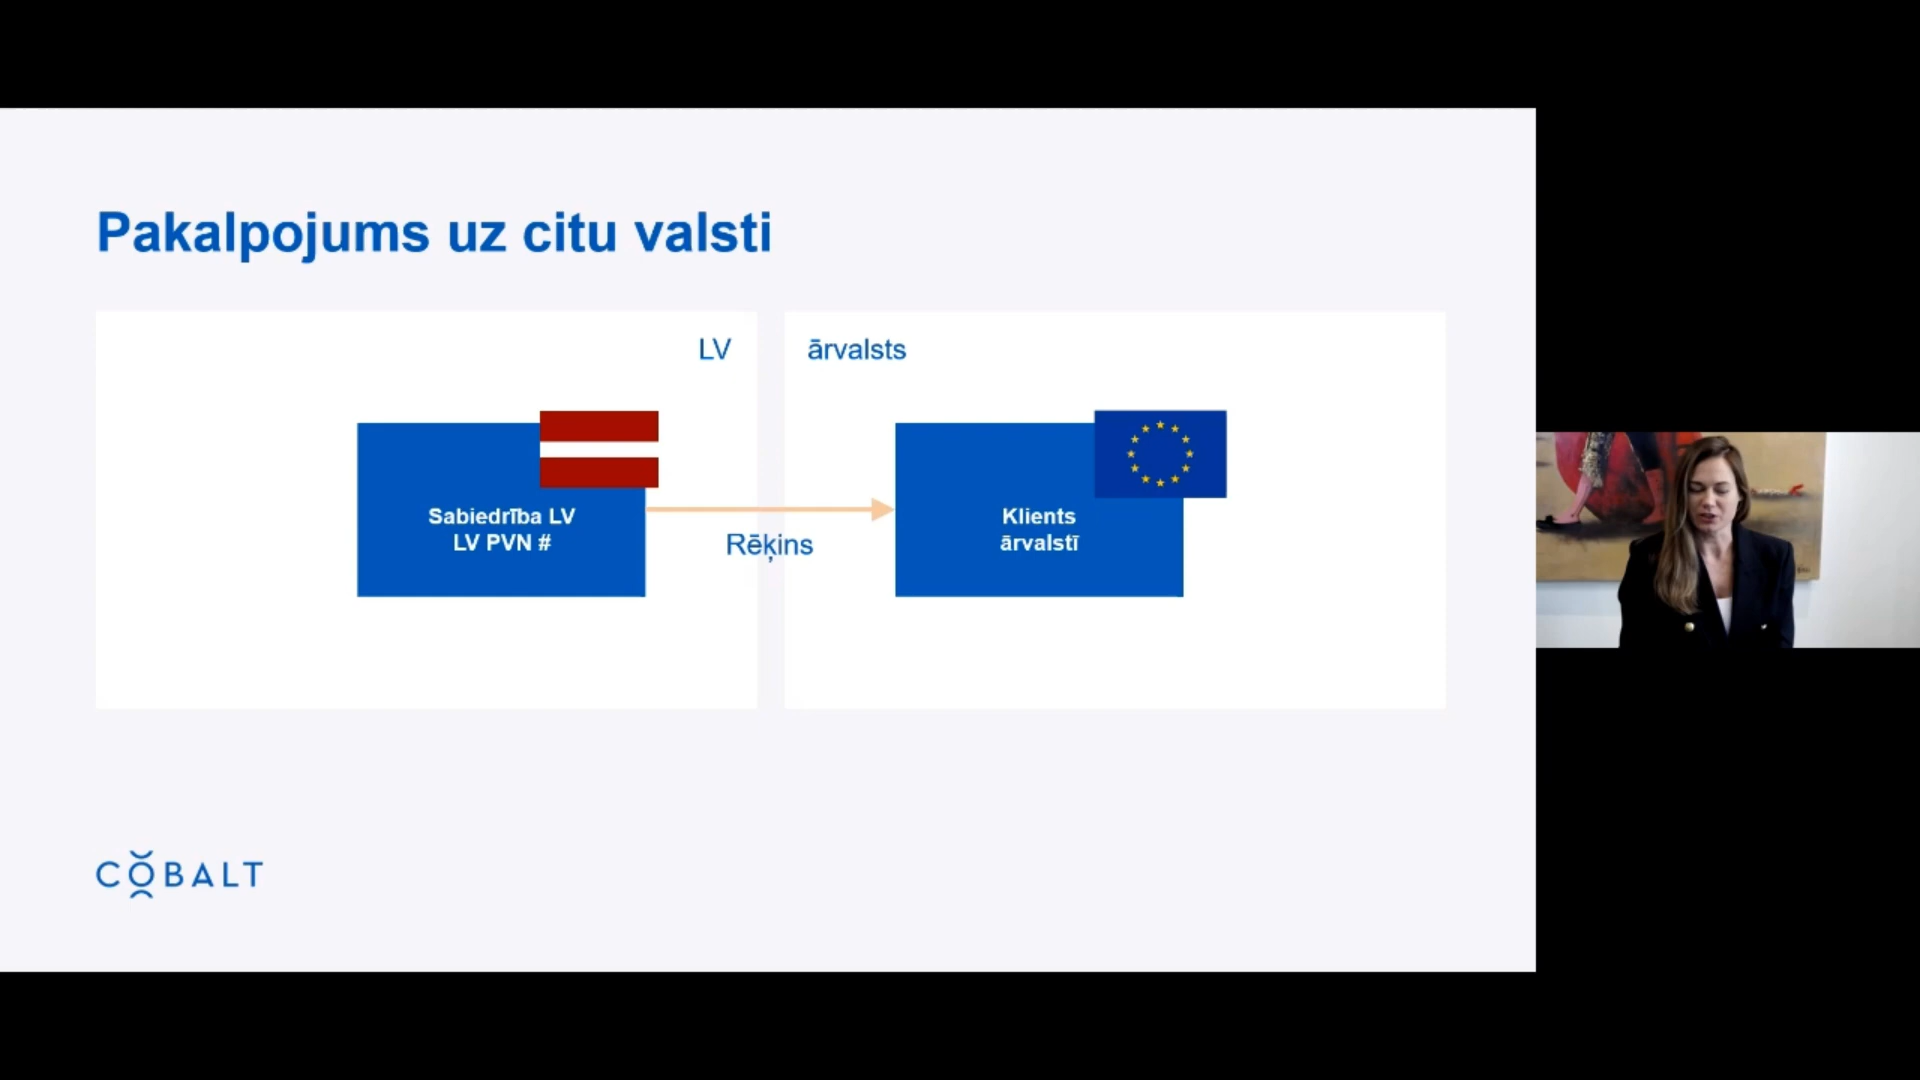 Pakalpojums uz citu valsti
LV
ārvalsts
Sabiedrība LV
LV PVN #
Rēķins
Klients
ārvalstī
COBALT